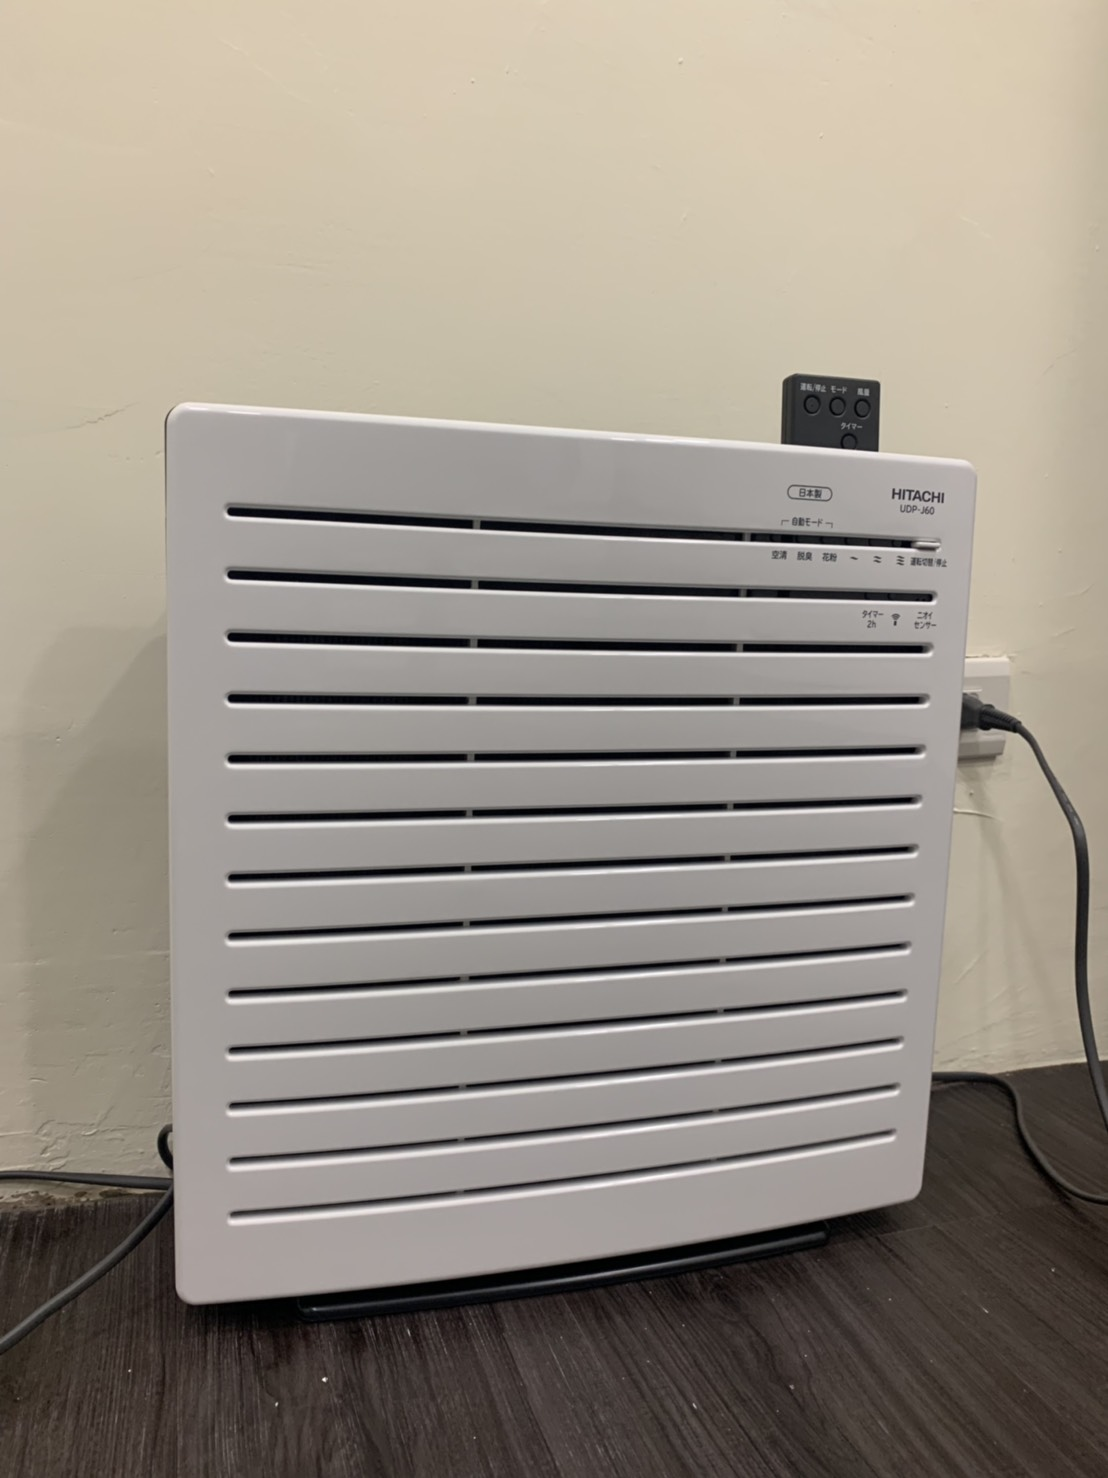 運転/停止 モード 風量
タイマー
日本製
HITACHI
UDP-J60
自動モード
空清 脱臭 花粉 運転切換/停止
タイマー
2h
ニオイ
センサー